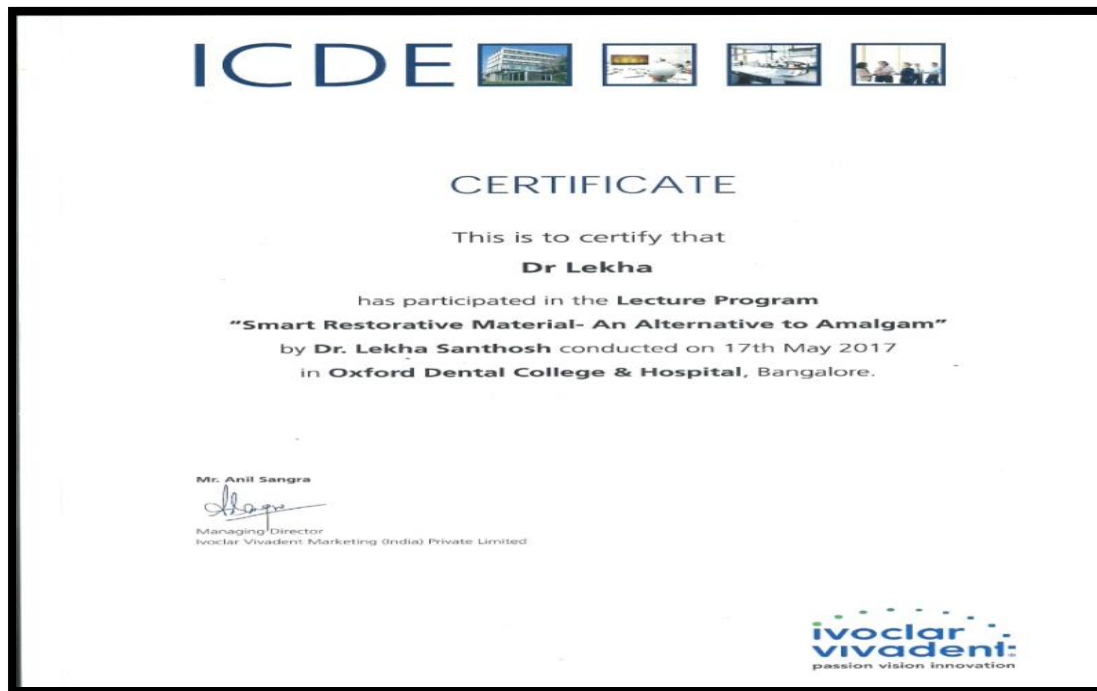 ICDE
CERTIFICATE
This is to certify that
Dr Lekha
has participated in the Lecture Program
"Smart Restorative Material- An Alternative to Amalgam"
by Dr. Lekha Santhosh conducted on 17th May 2017
in Oxford Dental College & Hospital, Bangalore.
Mr. Anil Sangra
Managing Director
Ivoclar Vivadent Marketing (India) Private Limited
ivoclar
vivadent:
passion vision innovation